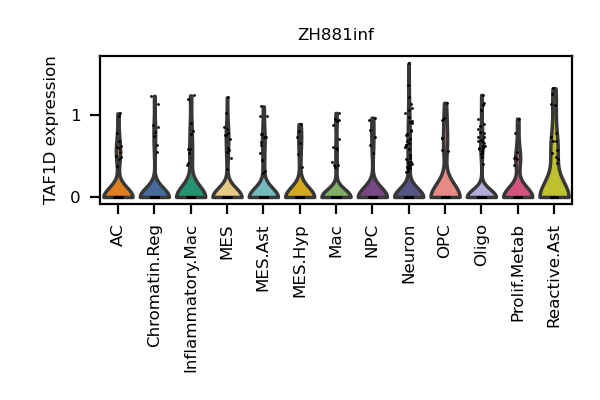 ZH881inf
TAF1D expression
1
0
AC
Chromatin.Reg
Inflammatory.Mac
MES
MES.Ast
MES.Hyp
Mac
NPC
Neuron
OPC
Oligo
Prolif.Metab
Reactive.Ast